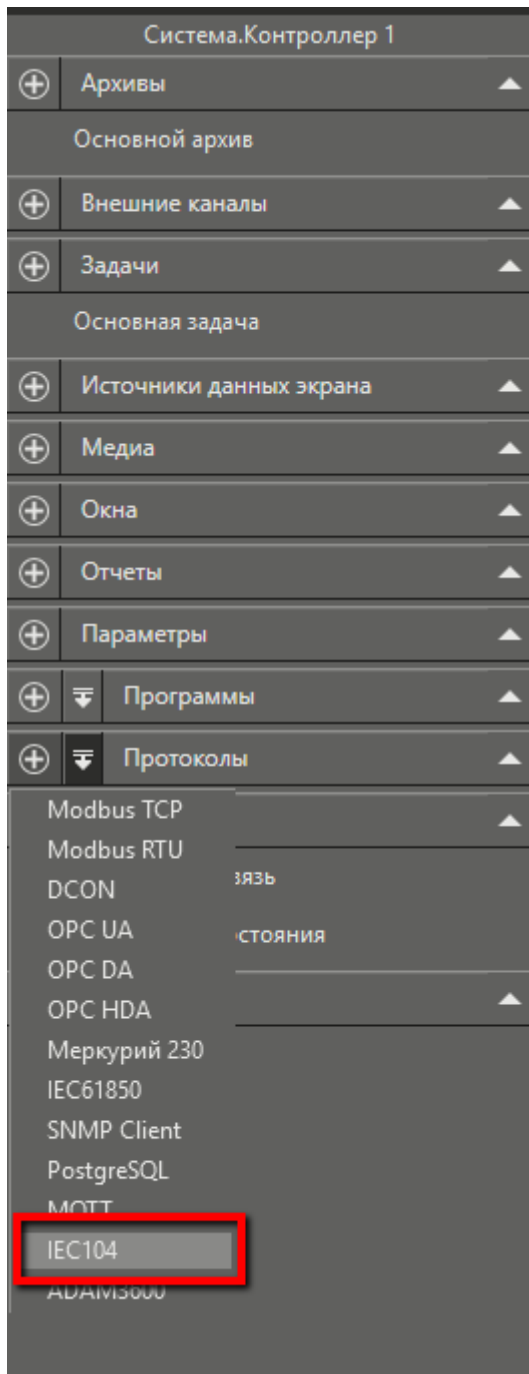 Система.Контроллер 1
Архивы
Основной архив
Внешние каналы
Задачи
Основная задача
Источники данных экрана
Медиа
Окна
Отчеты
Параметры
Программы
Протоколы
Modbus TCP
Modbus RTU
DCON
OPC UA
OPC DA
OPC HDA
Меркурий 230
IEC61850
SNMP Client
PostgreSQL
MQTT
IEC104
ADAM3600